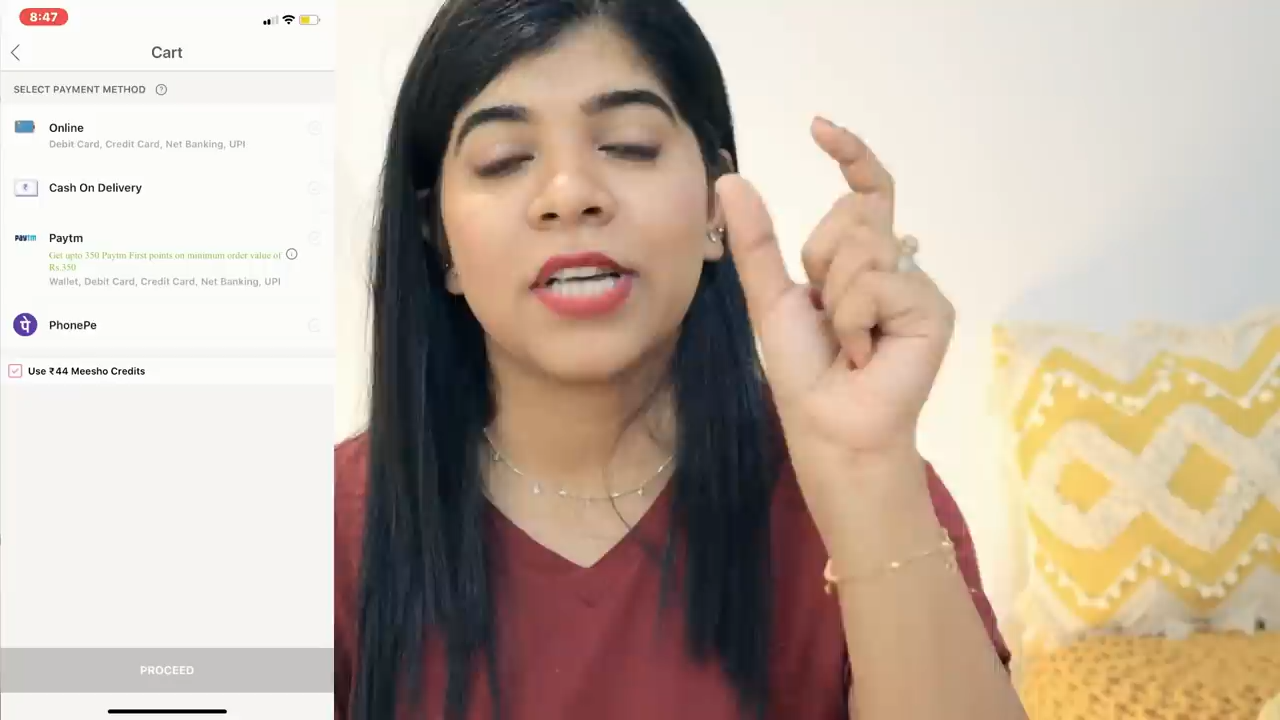 8:47
Cart
SELECT PAYMENT METHOD ?
Online
Debit Card, Credit Card, Net Banking, UPI
₹
Cash On Delivery
paytm
Paytm
Get upto 350 Paytm First points on minimum order value of
Rs.350
Wallet, Debit Card, Credit Card, Net Banking, UPI
पे
PhonePe
Use ₹44 Meesho Credits
PROCEED